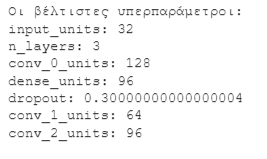 Οι βέλτιστες υπερπαράμετροι:
input_units: 32
n_layers: 3
conv_0_units: 128
dense_units: 96
dropout: 0.30000000000000004
conv_1_units: 64
conv_2_units: 96